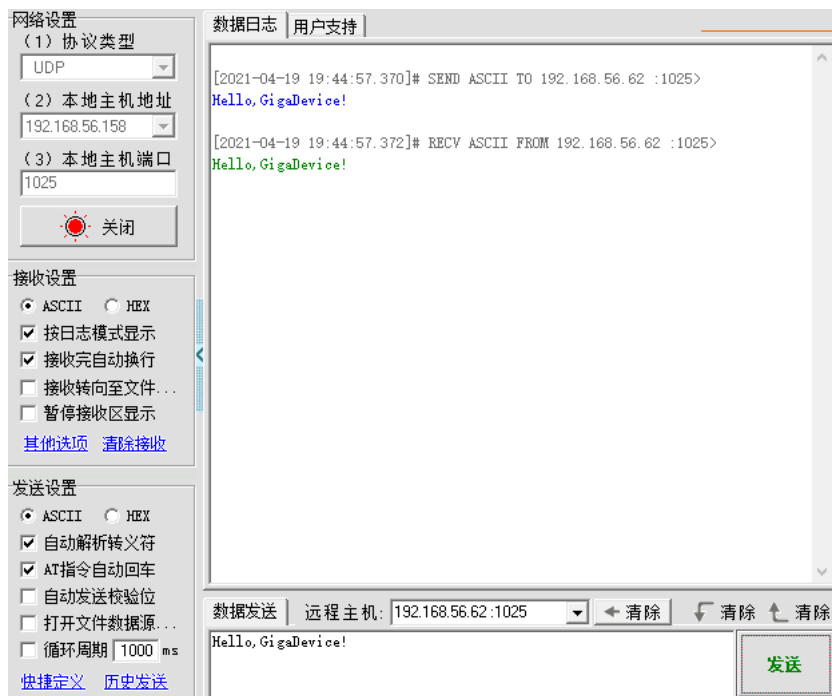 网络设置
（1）协议类型
UDP
（2）本地主机地址
192.168.56.158
（3）本地主机端口
1025
关闭
接收设置
ASCII HEX
按日志模式显示
接收完自动换行
接收转向至文件...
暂停接收区显示
其他选项 清除接收
发送设置
ASCII HEX
自动解析转义符
AT指令自动回车
自动发送校验位
打开文件数据源...
循环周期 1000 ms
快捷定义 历史发送
数据日志 用户支持
[2021-04-19 19:44:57.370]# SEND ASCII TO 192.168.56.62 :1025>
Hello,GigaDevice!
[2021-04-19 19:44:57.372]# RECV ASCII FROM 192.168.56.62 :1025>
Hello,GigaDevice!
数据发送 远程主机: 192.168.56.62 :1025 清除 清除 清除
Hello,GigaDevice!
发送